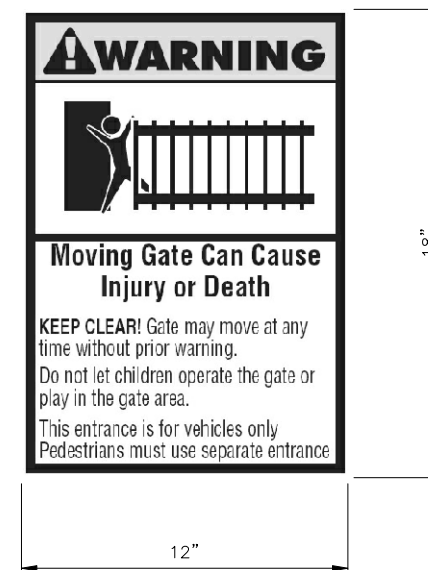 WARNING
Moving Gate Can Cause
Injury or Death
KEEP CLEAR! Gate may move at any
time without prior warning.
Do not let children operate the gate or
play in the gate area.
This entrance is for vehicles only
Pedestrians must use separate entrance
12”